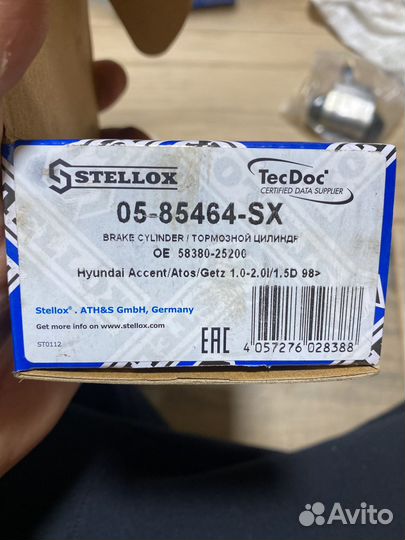 STELLOX
TecDoc
CERTIFIED DATA SUPPLIER
05-85464-SX
BRAKE CYLINDER / ТОРМОЗНОЙ ЦИЛИНДР
OE 58380-25200
Hyundai Accent/Atos/Getz 1.0-2.0i/1.5D 98>
Stellox® . ATH&S GmbH, Germany
Get more info on www.stellox.com
ST0112
EAC
4 057276 028388
Avito